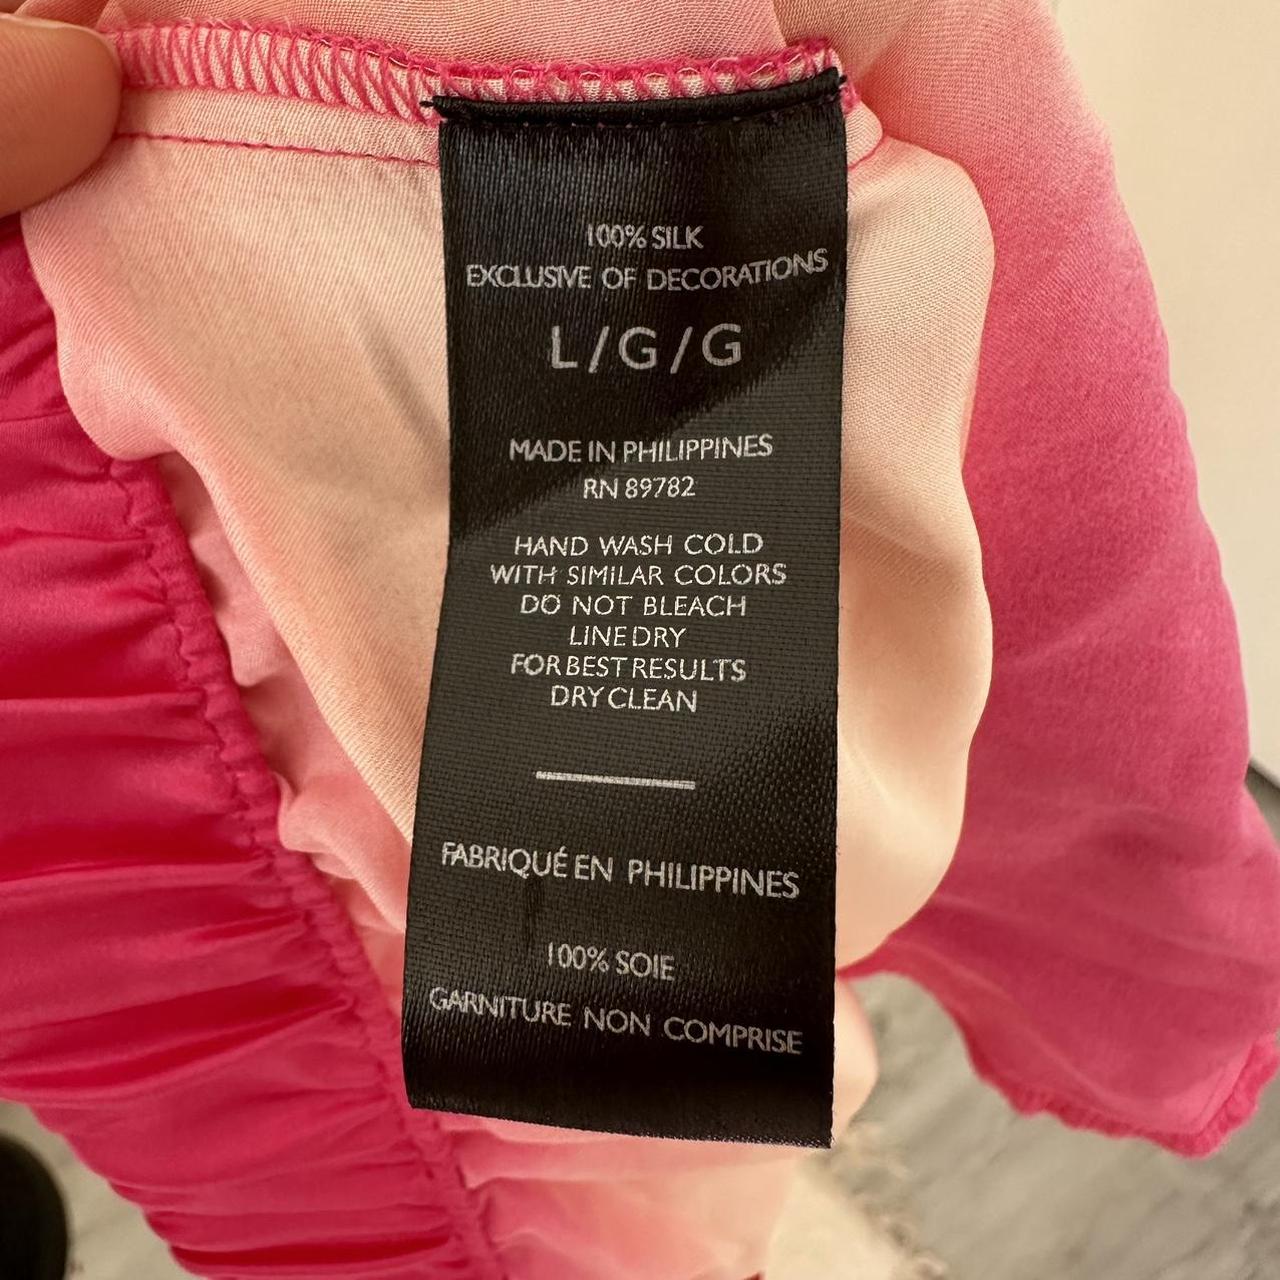 100% SILK
EXCLUSIVE OF DECORATIONS
L/G/G
MADE IN PHILIPPINES
RN 89782
HAND WASH COLD
WITH SIMILAR COLORS
DO NOT BLEACH
LINE DRY
FOR BEST RESULTS
DRY CLEAN
FABRIQUÉ EN PHILIPPINES
100% SOIE
GARNITURE NON COMPRISE